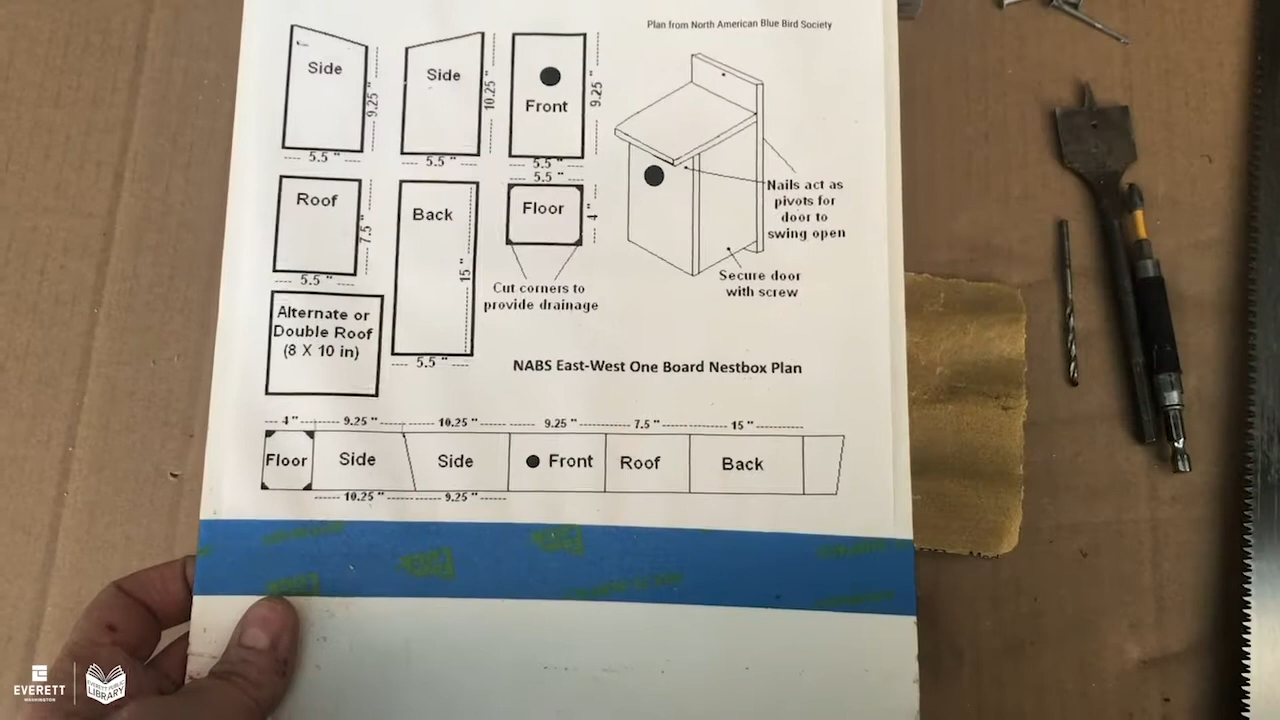 Plan from North American Blue Bird Society
Side
9.25 "
5.5 "
Side
10.25 "
5.5 "
Front
9.25 "
5.5 "
Roof
7.5 "
5.5 "
Back
15 "
5.5 "
5.5 "
Floor
4 "
Cut corners to
provide drainage
Nails act as
pivots for
door to
swing open
Secure door
with screw
Alternate or
Double Roof
(8 X 10 in)
NABS East-West One Board Nestbox Plan
4 " 9.25 " 10.25 " 9.25 " 7.5 " 15 "
Floor Side Side Front Roof Back
10.25 " 9.25 "
EVERETT
WASHINGTON
EVERETT PUBLIC
LIBRARY